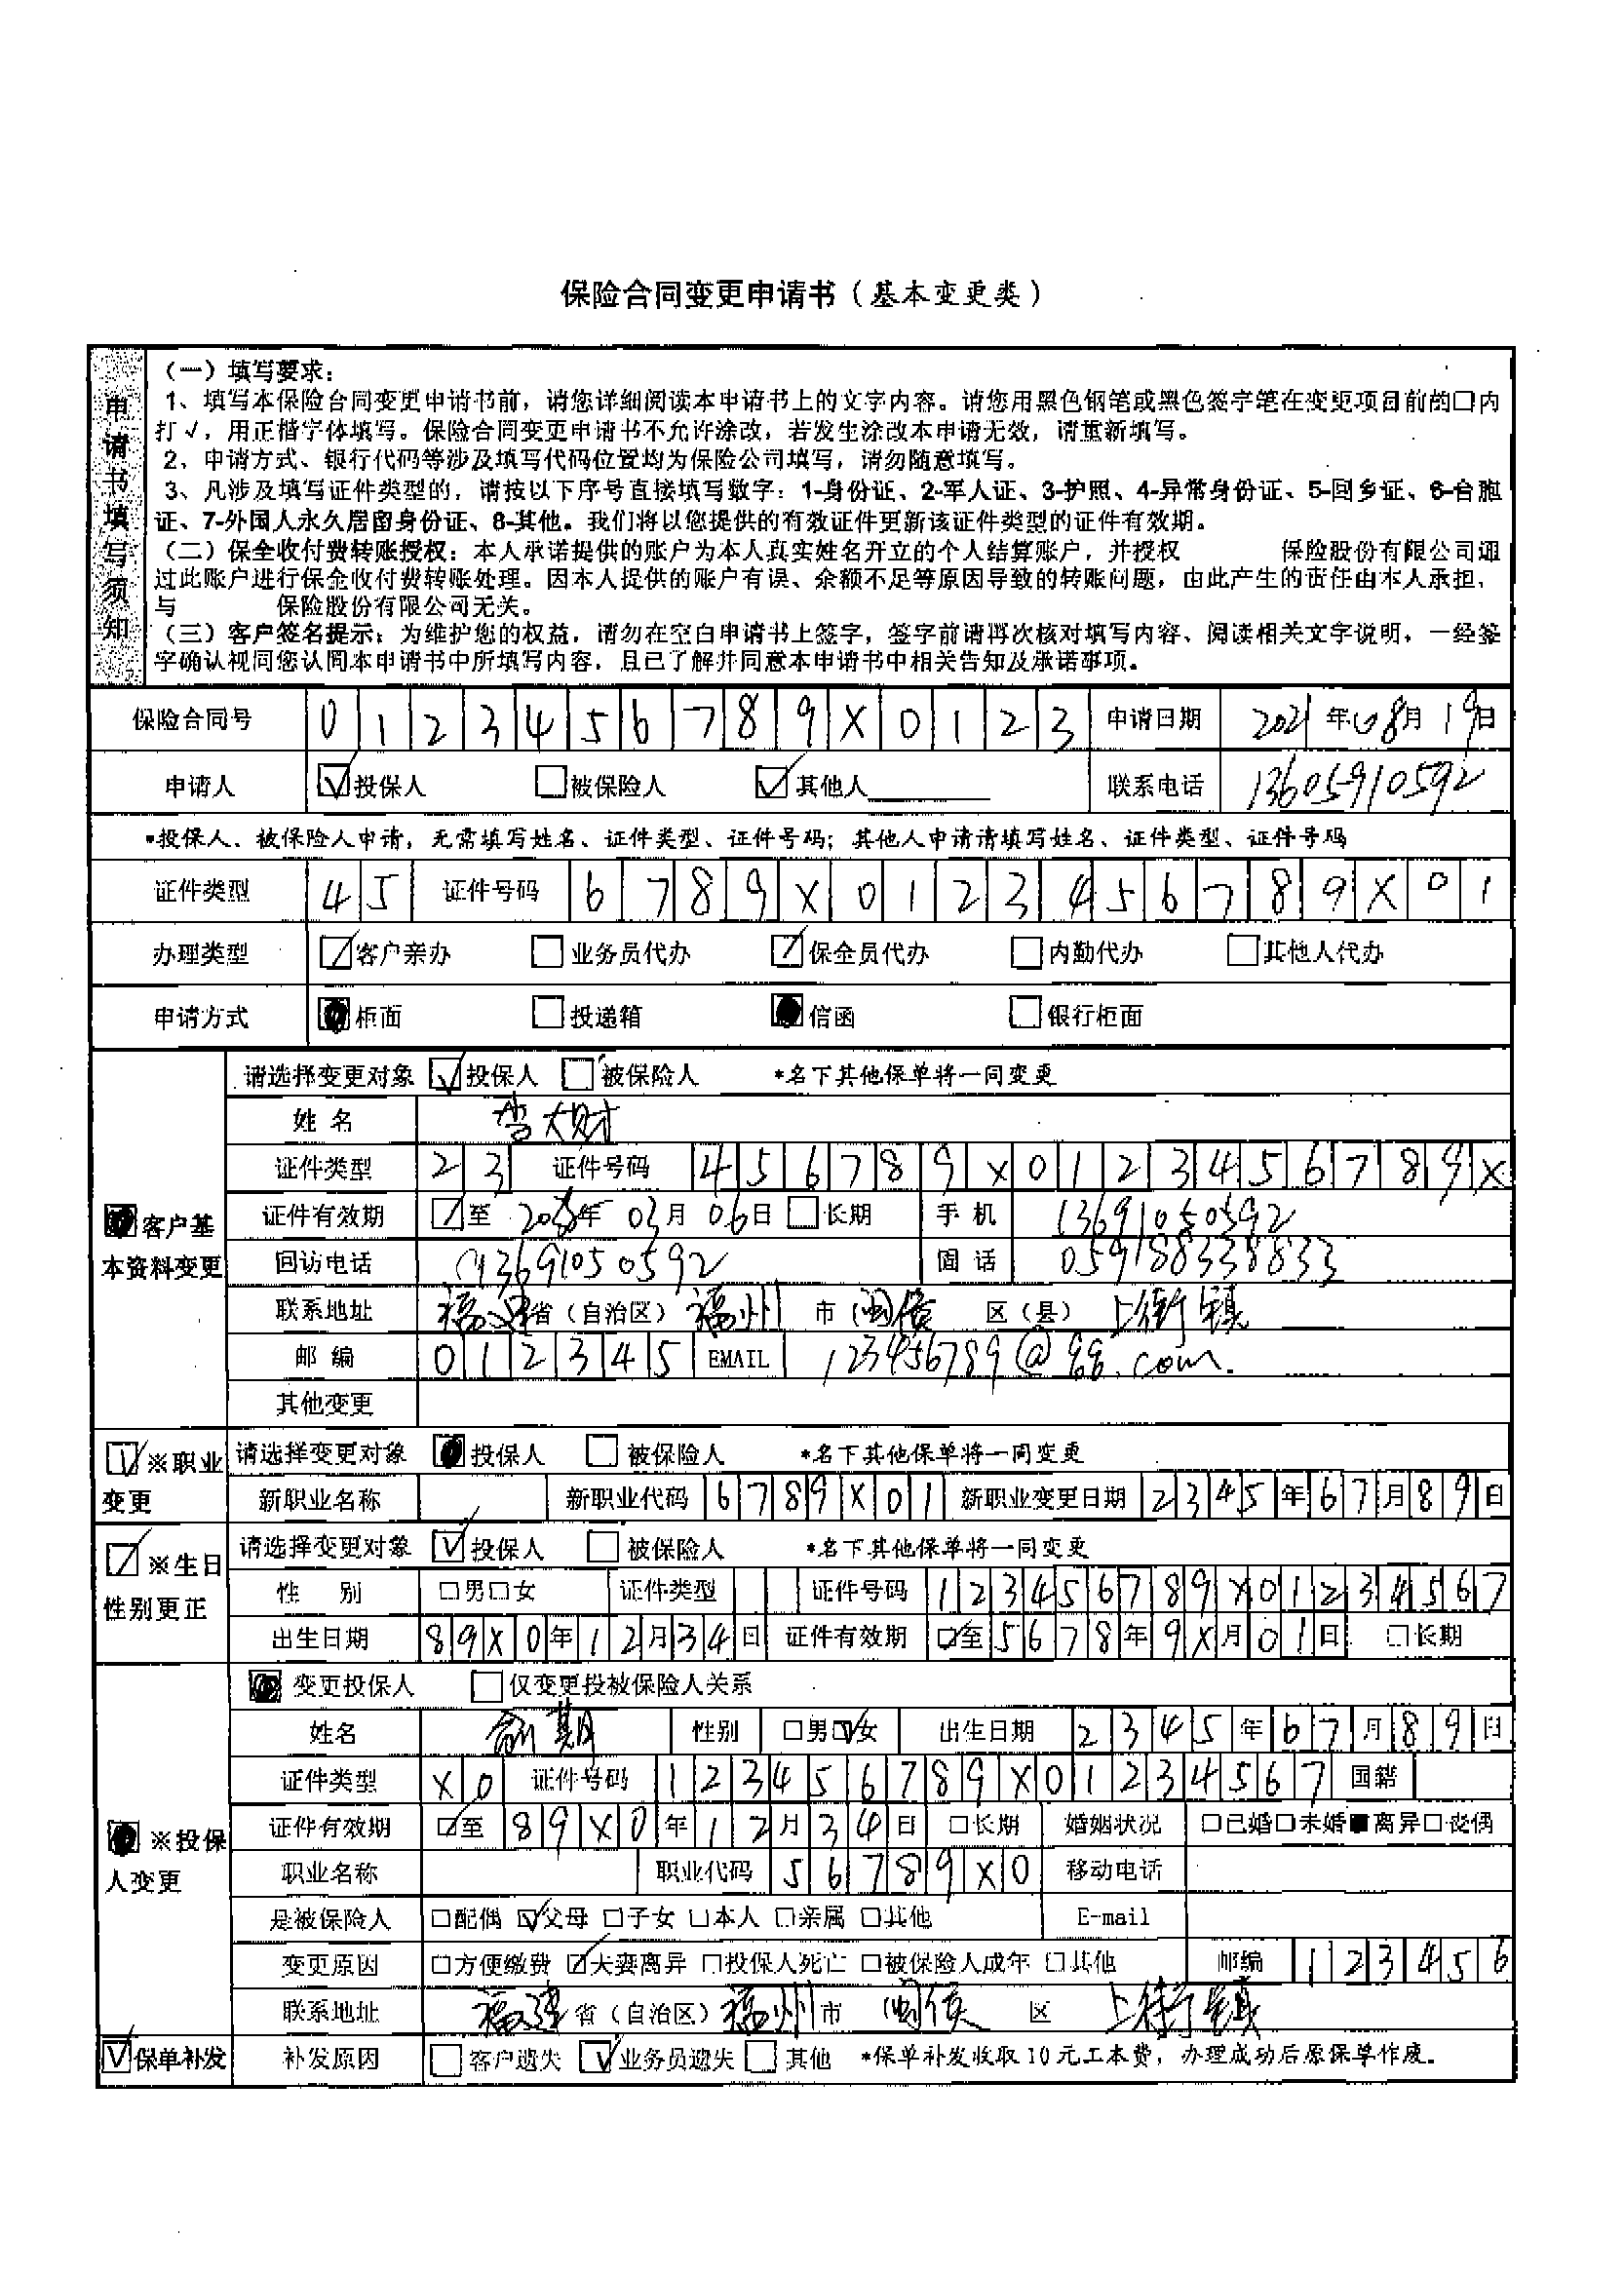 保险合同变更申请书（基本变更类）
申请书填写须知
（一）填写要求：
1、填写本保险合同变更申请书前，请您详细阅读本申请书上的文字内容。请您用黑色钢笔或黑色签字笔在变更项目前的口内
打√，用正楷字体填写。保险合同变更申请书不允许涂改，若发生涂改本申请无效，请重新填写。
2、申请方式、银行代码等涉及填写代码位置均为保险公司填写，请勿随意填写。
3、凡涉及填写证件类型的，请按以下序号直接填写数字：1-身份证、2-军人证、3-护照、4-异常身份证、5-回乡证、6-台胞
证、7-外国人永久居留身份证、8-其他。我们将以您提供的有效证件更新该证件类型的证件有效期。
（二）保全收付费转账授权：本人承诺提供的账户为本人真实姓名开立的个人结算账户，并授权 保险股份有限公司通
过此账户进行保全收付费转账处理。因本人提供的账户有误、余额不足等原因导致的转账问题，由此产生的责任由本人承担，
与 保险股份有限公司无关。
（三）客户签名提示：为维护您的权益，请勿在空白申请书上签字，签字前请再次核对填写内容、阅读相关文字说明，一经签
字确认视同您认同本申请书中所填写内容，且已了解并同意本申请书中相关告知及承诺事项。
保险合同号 0 1 2 3 4 5 6 7 8 9 X 0 1 2 3 申请日期 2021 年 08 月 19 日
申请人 ☑投保人 □被保险人 ☑其他人 联系电话 13605910592
*投保人、被保险人申请，无需填写姓名、证件类型、证件号码；其他人申请请填写姓名、证件类型、证件号码
证件类型 4 5 证件号码 6 7 8 9 X 0 1 2 3 4 5 6 7 8 9 X 0 1
办理类型 ☑客户亲办 □业务员代办 ☑保全员代办 □内勤代办 □其他人代办
申请方式 ■柜面 □投递箱 ■信函 □银行柜面
■客户基本资料变更
请选择变更对象 ☑投保人 □被保险人 *名下其他保单将一同变更
姓 名 李大财
证件类型 2 3 证件号码 4 5 6 7 8 9 X 0 1 2 3 4 5 6 7 8 9 X
证件有效期 ☑至 2028年 03月 06日 □长期 手 机 13691050592
回访电话 13691050592 固 话 059188338833
联系地址 福建省（自治区）福州 市 闽侯 区（县） 上街镇
邮 编 0 1 2 3 4 5 EMAIL 123456789@qq.com.
其他变更
☑※职业变更
请选择变更对象 ■投保人 □被保险人 *名下其他保单将一同变更
新职业名称 新职业代码 6 7 8 9 X 0 1 新职业变更日期 2 3 4 5 年 6 7 月 8 9 日
☑※生日性别更正
请选择变更对象 ☑投保人 □被保险人 *名下其他保单将一同变更
性 别 □男□女 证件类型 证件号码 1 2 3 4 5 6 7 8 9 X 0 1 2 3 4 5 6 7
出生日期 8 9 X 0 年 1 2 月 3 4 日 证件有效期 ☑至 5 6 7 8 年 9 X 月 0 1 日 □长期
■※投保人变更
■变更投保人 □仅变更投被保险人关系
姓名 性别 □男☑女 出生日期 2 3 4 5 年 6 7 月 8 9 日
证件类型 X 0 证件号码 1 2 3 4 5 6 7 8 9 X 0 1 2 3 4 5 6 7 国籍
证件有效期 ☑至 8 9 X 0 年 1 2 月 3 4 日 □长期 婚姻状况 □已婚□未婚■离异□丧偶
职业名称 职业代码 5 6 7 8 9 X 0 移动电话
是被保险人 □配偶 ☑父母 □子女 □本人 □亲属 □其他 E-mail
变更原因 □方便缴费 ☑夫妻离异 □投保人死亡 □被保险人成年 □其他 邮编 1 2 3 4 5 6
联系地址 福建 省（自治区）福州 市 闽侯 区 上街镇
☑保单补发 补发原因 □客户遗失 ☑业务员遗失 □其他 *保单补发收取10元工本费，办理成功后原保单作废。